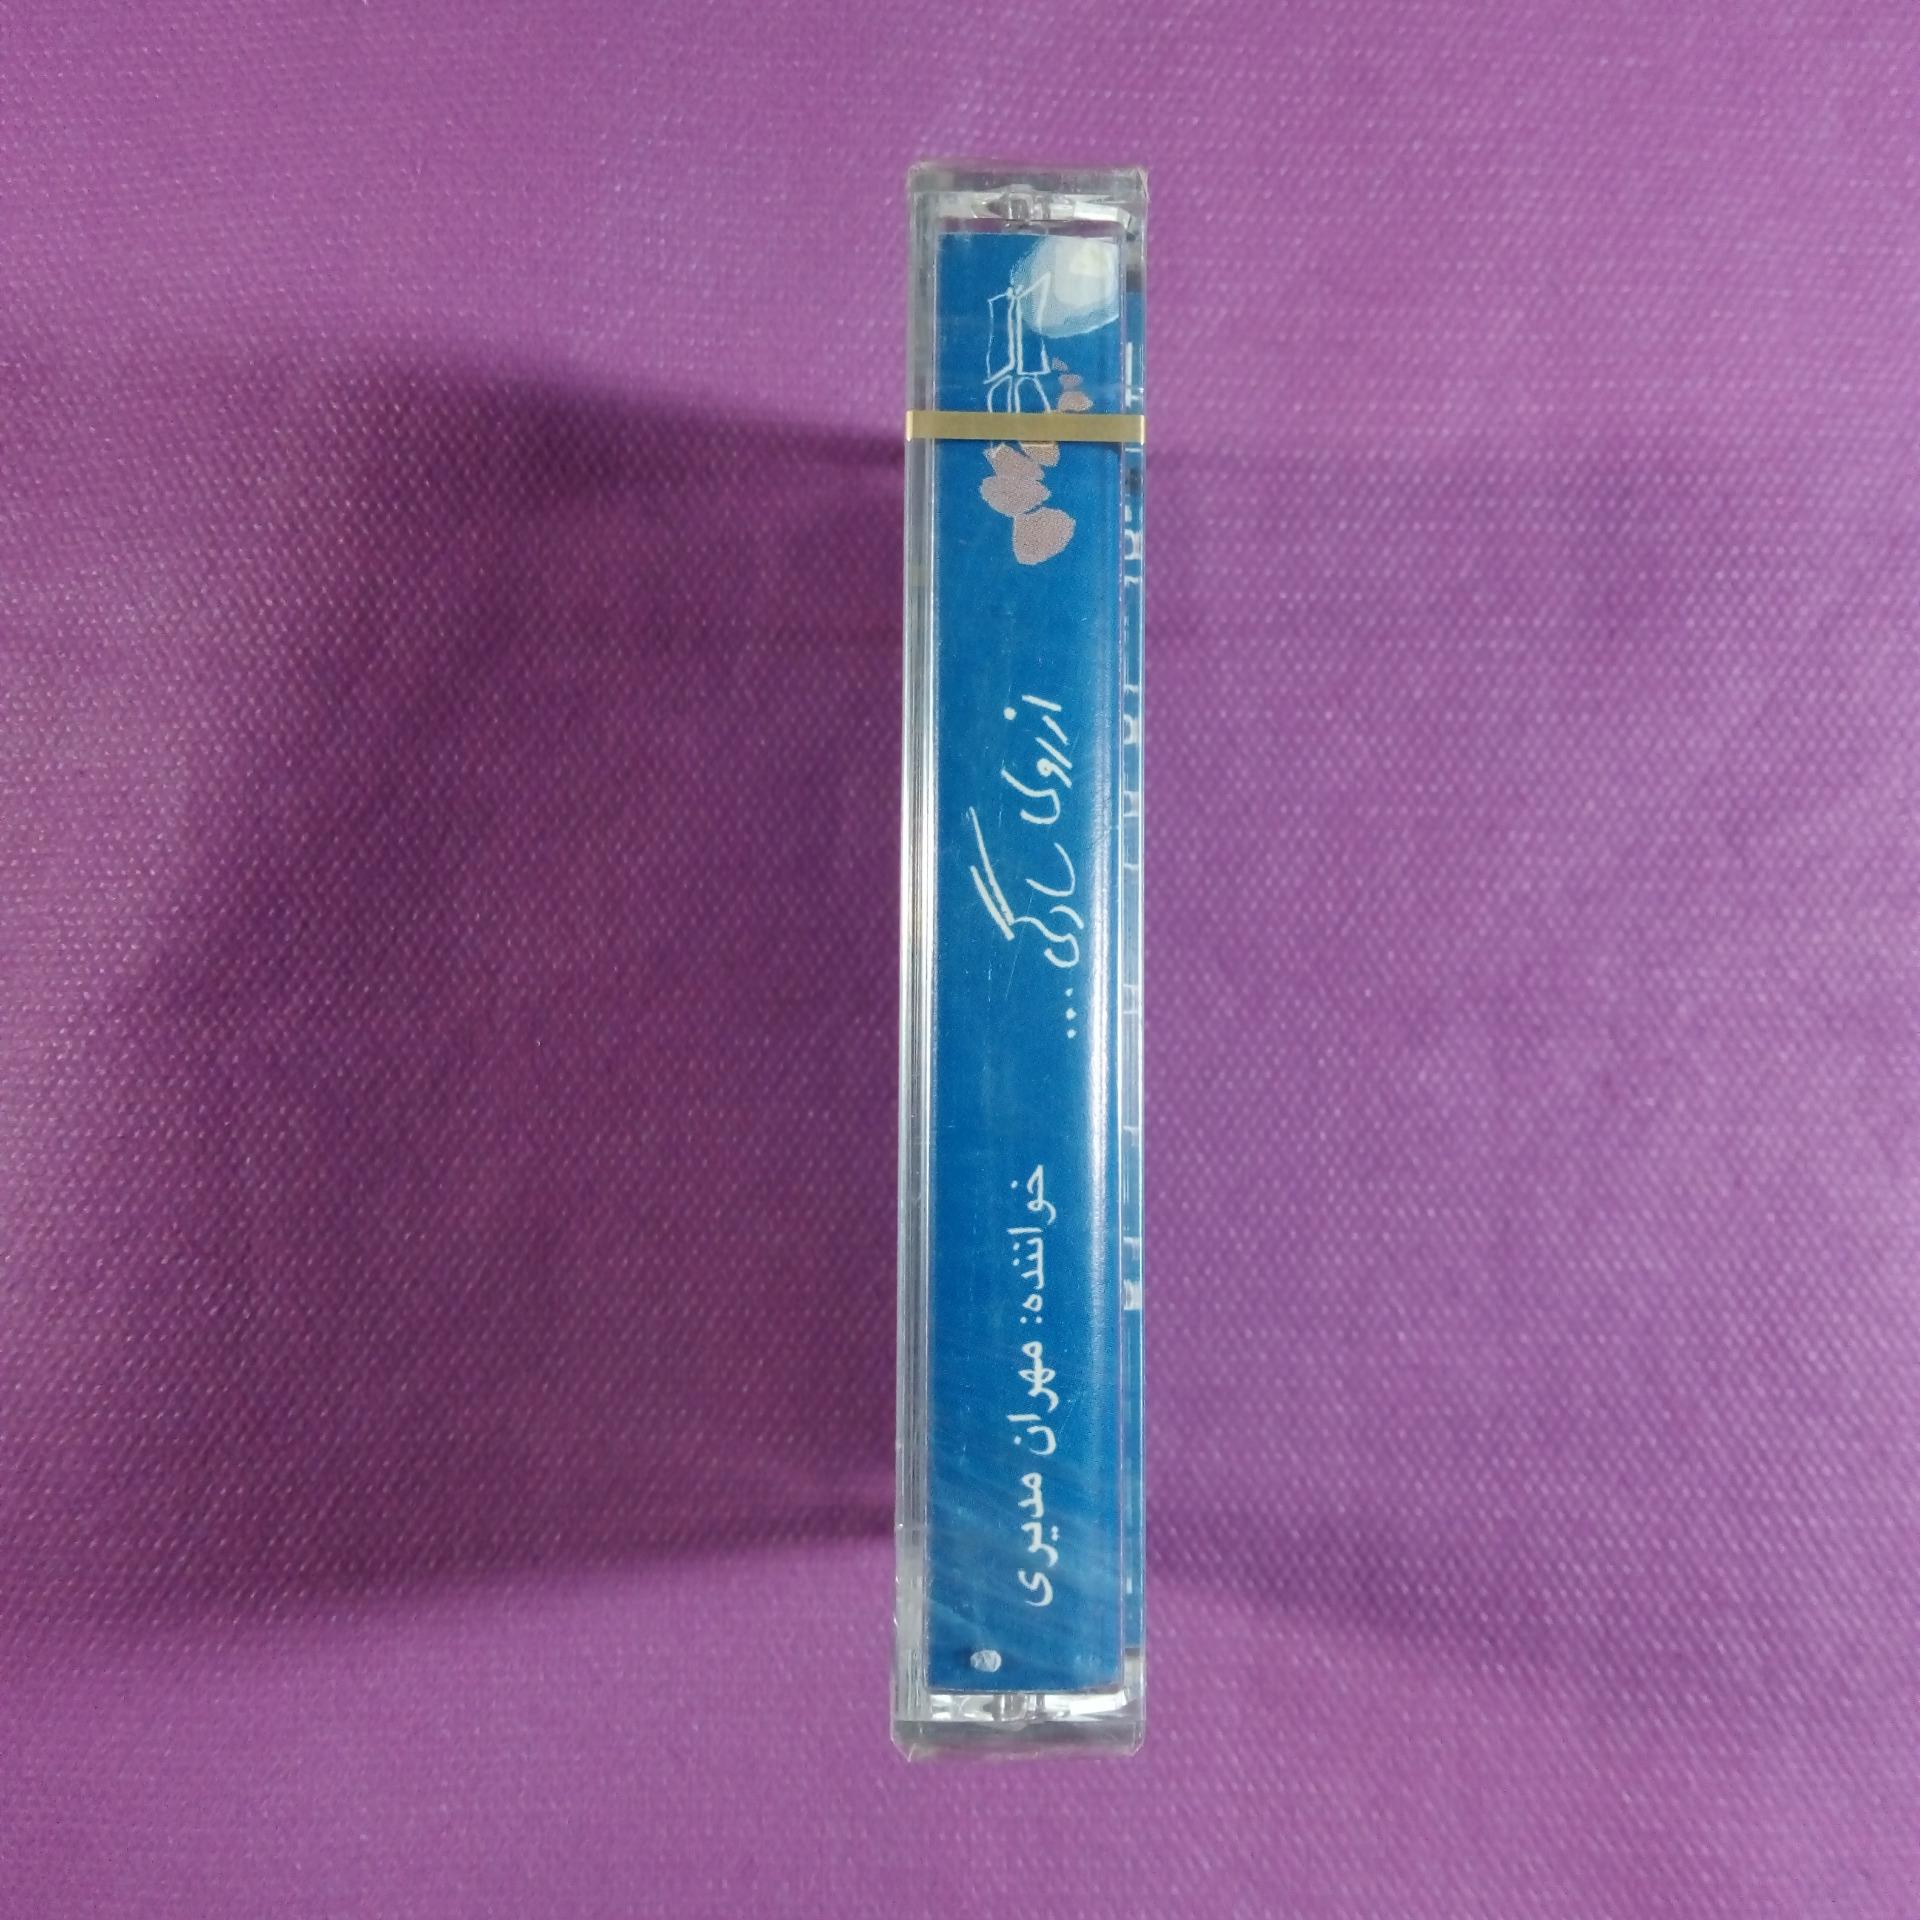 از روی سادگی...
خواننده: مهران مدیری